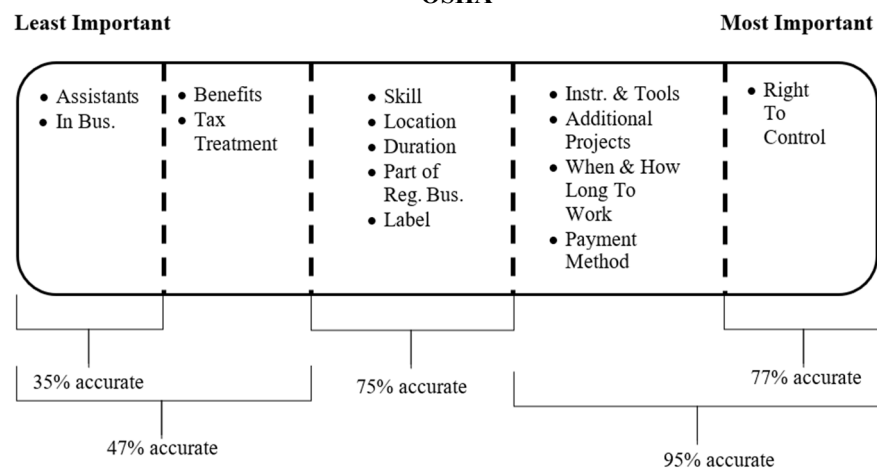 OSHA
Least Important
Most Important
• Assistants
• In Bus.
• Benefits
• Tax
Treatment
• Skill
• Location
• Duration
• Part of
Reg. Bus.
• Label
• Instr. & Tools
• Additional
Projects
• When & How
Long To
Work
• Payment
Method
• Right
To
Control
35% accurate
47% accurate
75% accurate
77% accurate
95% accurate